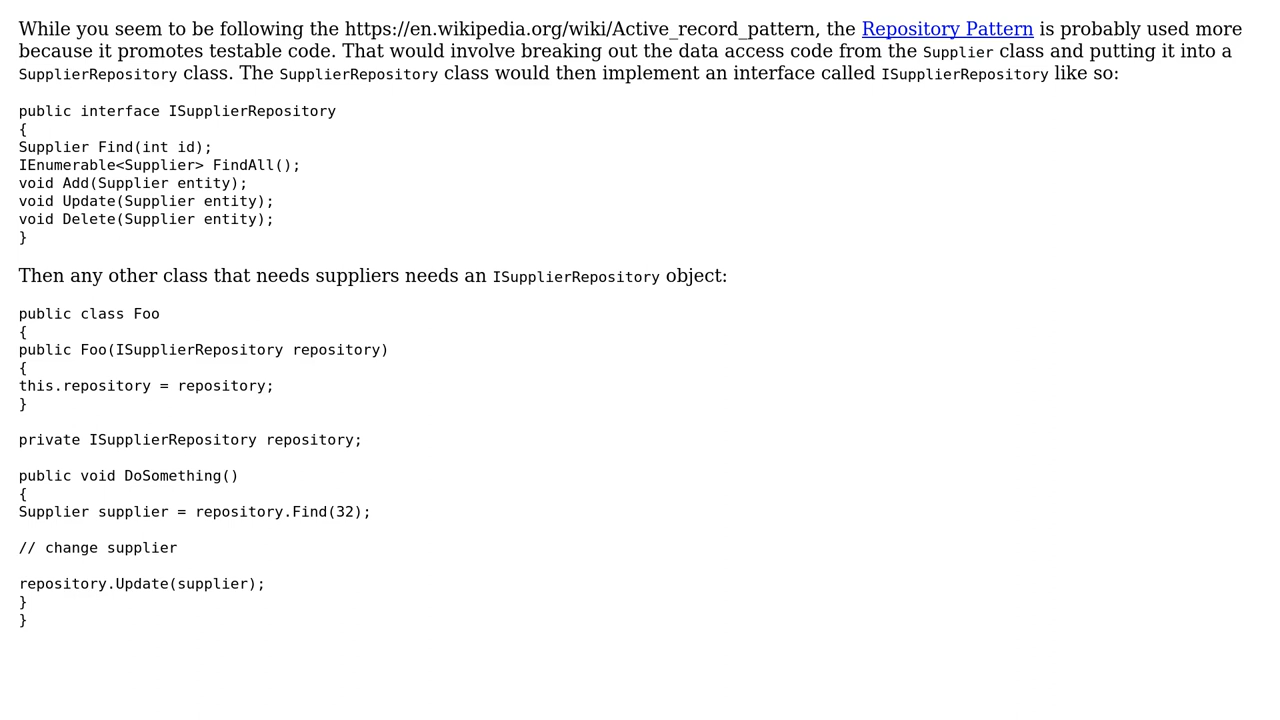 While you seem to be following the https://en.wikipedia.org/wiki/Active_record_pattern, the Repository Pattern is probably used more
because it promotes testable code. That would involve breaking out the data access code from the Supplier class and putting it into a
SupplierRepository class. The SupplierRepository class would then implement an interface called ISupplierRepository like so:
public interface ISupplierRepository
{
Supplier Find(int id);
IEnumerable<Supplier> FindAll();
void Add(Supplier entity);
void Update(Supplier entity);
void Delete(Supplier entity);
}
Then any other class that needs suppliers needs an ISupplierRepository object:
public class Foo
{
public Foo(ISupplierRepository repository)
{
this.repository = repository;
}
private ISupplierRepository repository;
public void DoSomething()
{
Supplier supplier = repository.Find(32);
// change supplier
repository.Update(supplier);
}
}